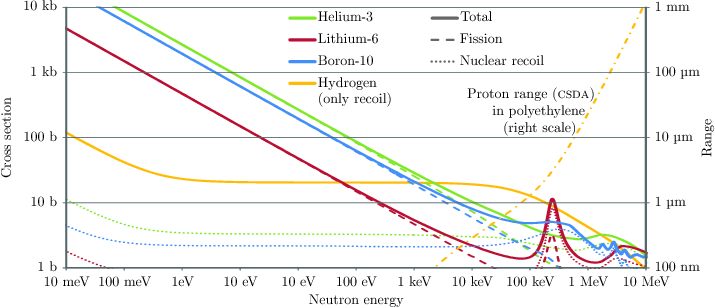 10 kb
1 kb
100 b
10 b
1 b
Cross section
Helium-3
Lithium-6
Boron-10
Hydrogen
(only recoil)
Total
Fission
Nuclear recoil
Proton range (CSDA)
in polyethylene
(right scale)
1 mm
100 µm
10 µm
1 µm
100 nm
Range
10 meV
100 meV
1eV
10 eV
10 eV
100 eV
1 keV
10 keV
100 keV
1MeV
10 MeV
Neutron energy